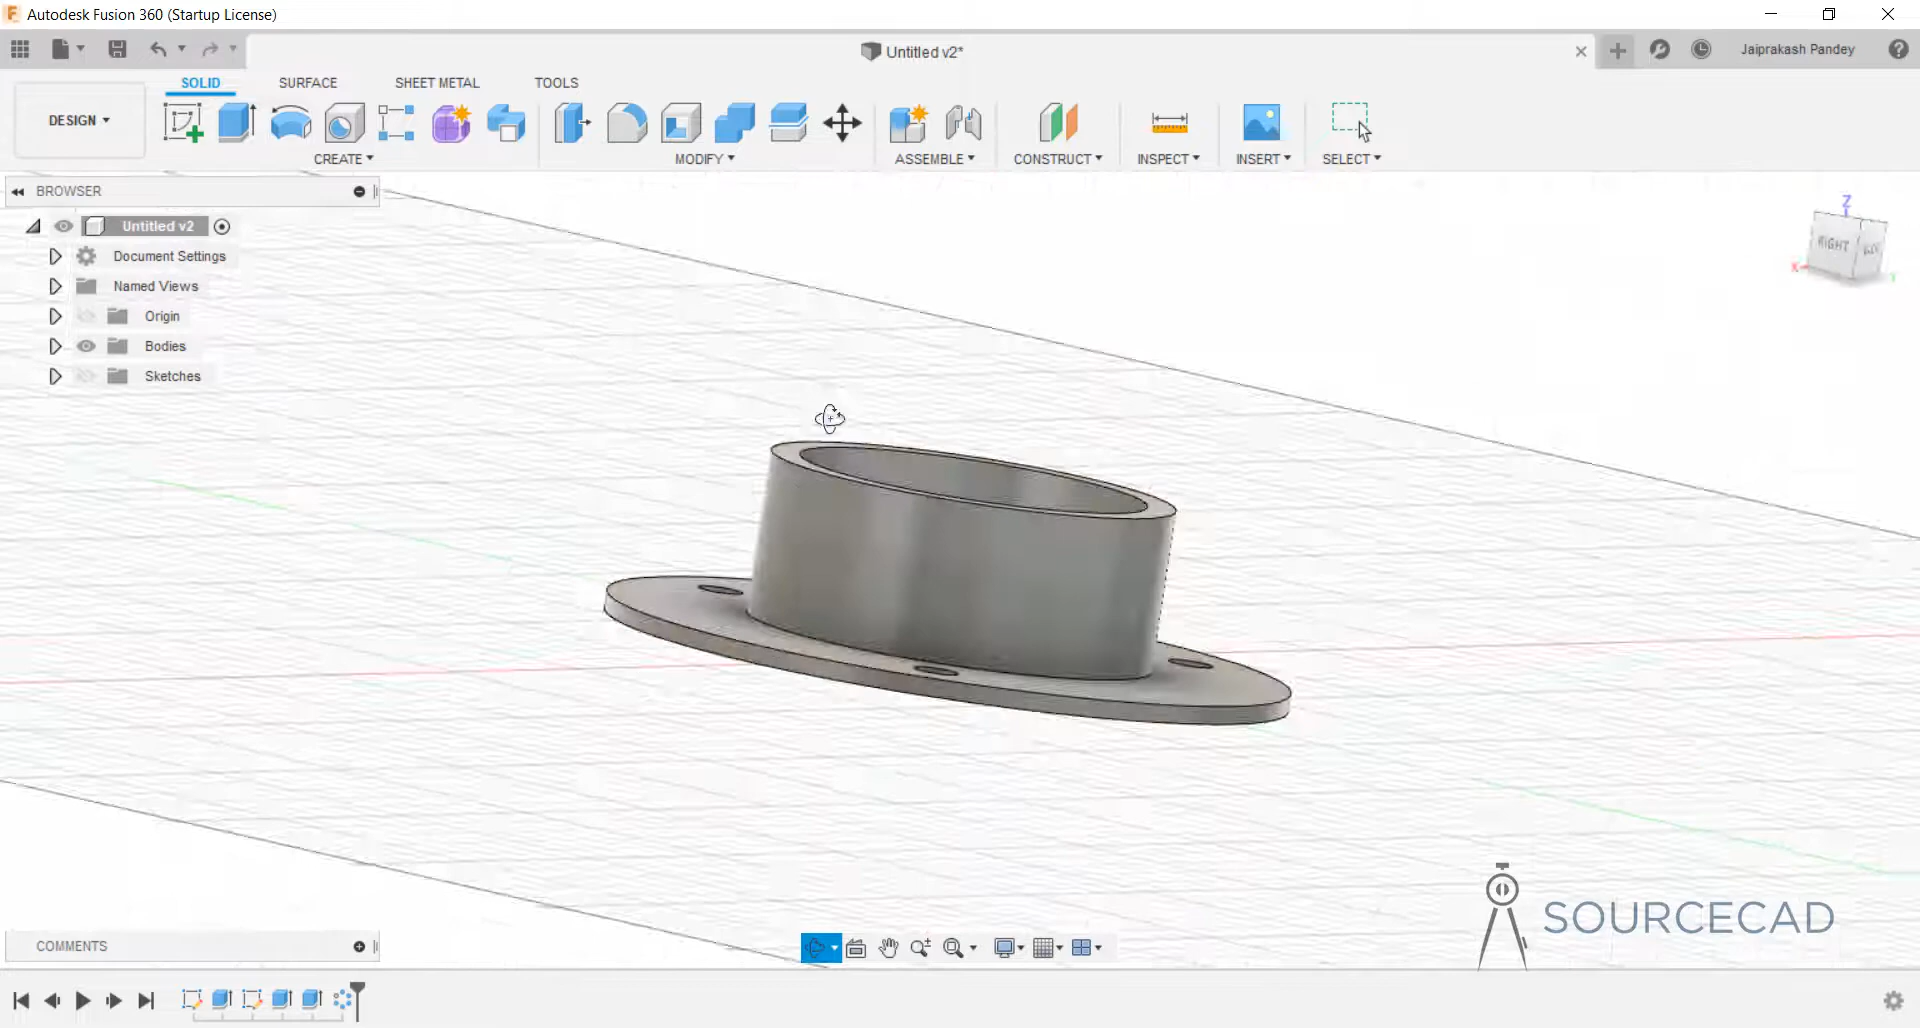 Autodesk Fusion 360 (Startup License)
Untitled v2*
Jaiprakash Pandey
SOLID SURFACE SHEET METAL TOOLS
DESIGN
CREATE MODIFY ASSEMBLE CONSTRUCT INSPECT INSERT SELECT
BROWSER
Untitled v2
Document Settings
Named Views
Origin
Bodies
Sketches
Z
RIGHT
X
Y
SOURCECAD
COMMENTS